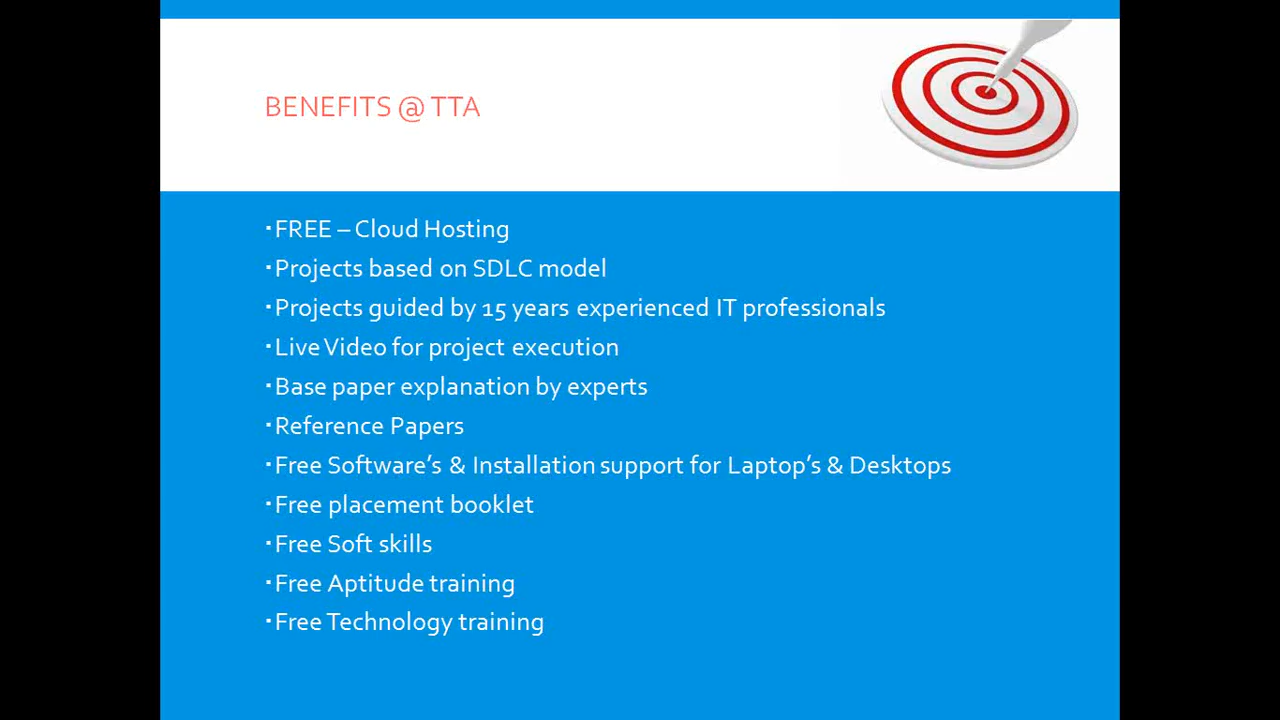 BENEFITS @ TTA
▪FREE – Cloud Hosting
▪Projects based on SDLC model
▪Projects guided by 15 years experienced IT professionals
▪Live Video for project execution
▪Base paper explanation by experts
▪Reference Papers
▪Free Software's & Installation support for Laptop's & Desktops
▪Free placement booklet
▪Free Soft skills
▪Free Aptitude training
▪Free Technology training